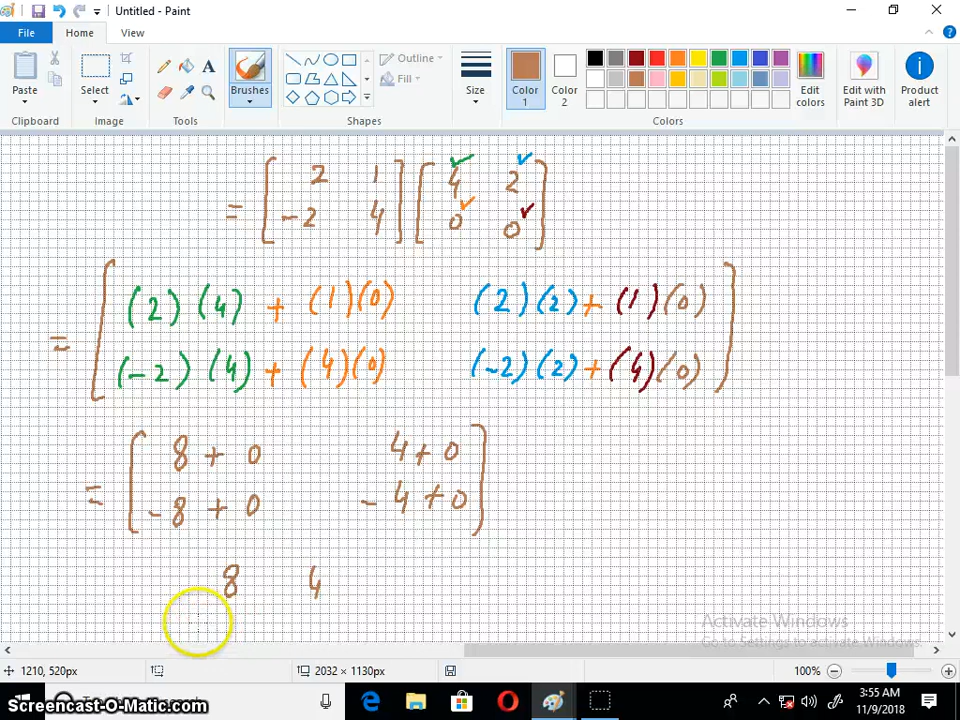 Untitled - Paint
File Home View
Paste Select Brushes Size Color 1 Color 2 Edit colors Edit with Paint 3D Product alert
Outline
Fill
Clipboard Image Tools Shapes Colors
= [ 2 1 ] [ 4 2 ]
[ -2 4 ] [ 0 0 ]
= [ (2)(4) + (1)(0) (2)(2) + (1)(0) ]
[ (-2)(4) + (4)(0) (-2)(2) + (4)(0) ]
= [ 8 + 0 4 + 0 ]
[ -8 + 0 -4 + 0 ]
8 4
Activate Windows
Go to Settings to activate Windows.
1210, 520px 2032 × 1130px 100%
3:55 AM
11/9/2018
Screencast-O-Matic.com